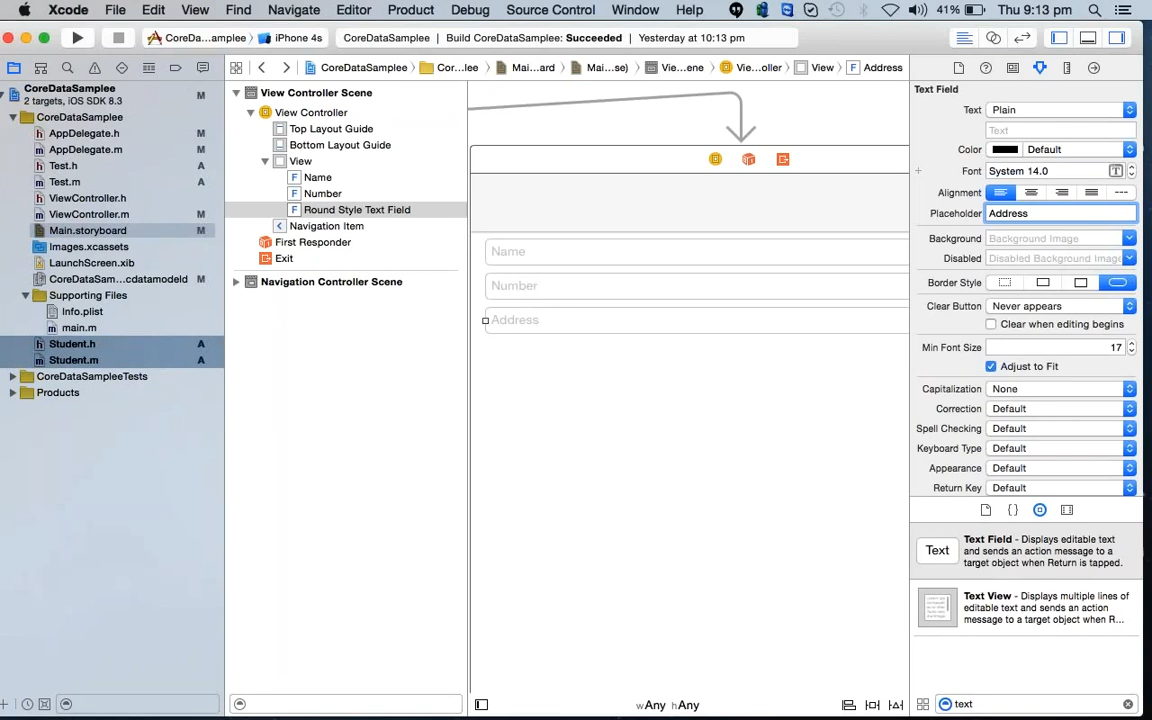 Xcode File Edit View Find Navigate Editor Product Debug Source Control Window Help 41% Thu 9:13 pm
CoreDa...amplee iPhone 4s CoreDataSamplee Build CoreDataSamplee: Succeeded Yesterday at 10:13 pm
CoreDataSamplee Cor...lee Mai...ard Mai...se) Vie...ene Vie...oller View Address
CoreDataSamplee M
2 targets, iOS SDK 8.3
CoreDataSamplee
AppDelegate.h M
AppDelegate.m M
Test.h A
Test.m A
ViewController.h M
ViewController.m M
Main.storyboard M
Images.xcassets
LaunchScreen.xib
CoreDataSam...cdatamodeld M
Supporting Files
Info.plist
main.m
Student.h A
Student.m A
CoreDataSampleeTests
Products
View Controller Scene
View Controller
Top Layout Guide
Bottom Layout Guide
View
F Name
F Number
F Round Style Text Field
Navigation Item
First Responder
Exit
Navigation Controller Scene
Name
Number
Address
wAny hAny
Text Field
Text Plain
Text
Color Default
Font System 14.0
Alignment
Placeholder Address
Background Background Image
Disabled Disabled Background Image
Border Style
Clear Button Never appears
Clear when editing begins
Min Font Size 17
Adjust to Fit
Capitalization None
Correction Default
Spell Checking Default
Keyboard Type Default
Appearance Default
Return Key Default
Text
Text Field - Displays editable text
and sends an action message to a
target object when Return is tapped.
Text View - Displays multiple lines of
editable text and sends an action
message to a target object when R...
text